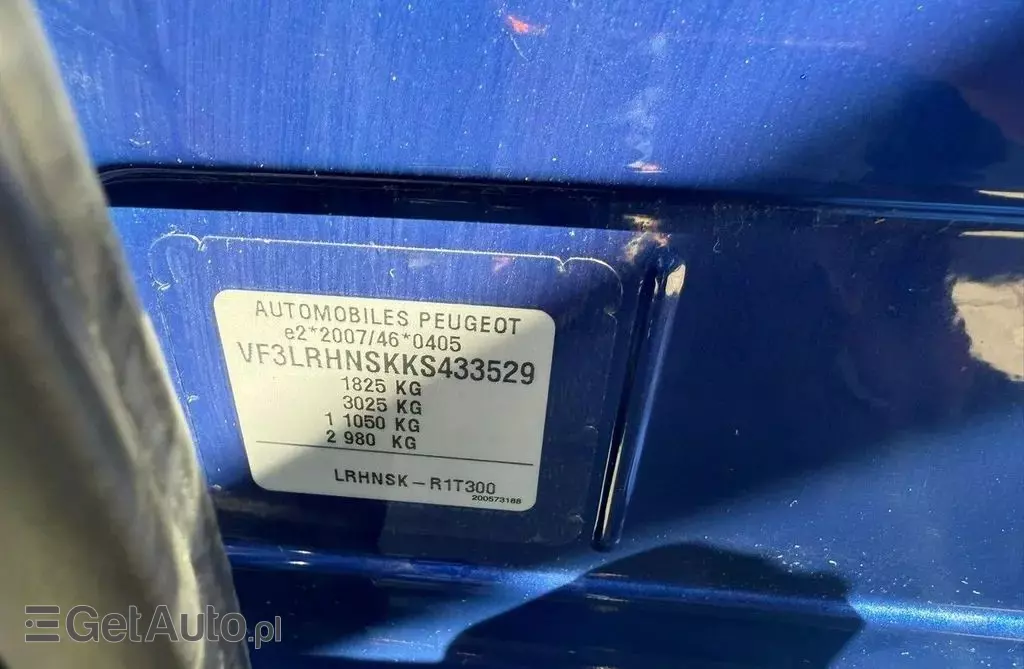 AUTOMOBILES PEUGEOT
e2*2007/46*0405
VF3LRHNSKKS433529
1825 KG
3025 KG
1 1050 KG
2 980 KG
LRHNSK-R1T300
200573188
GetAuto.pl